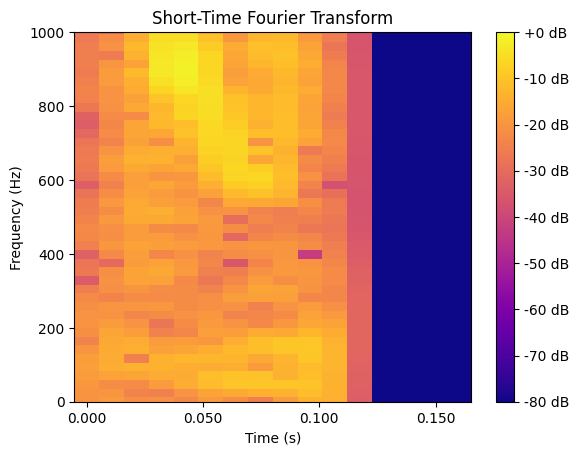 Short-Time Fourier Transform
Frequency (Hz)
1000
800
600
400
200
0
0.000
0.050
0.100
0.150
Time (s)
+0 dB
-10 dB
-20 dB
-30 dB
-40 dB
-50 dB
-60 dB
-70 dB
-80 dB